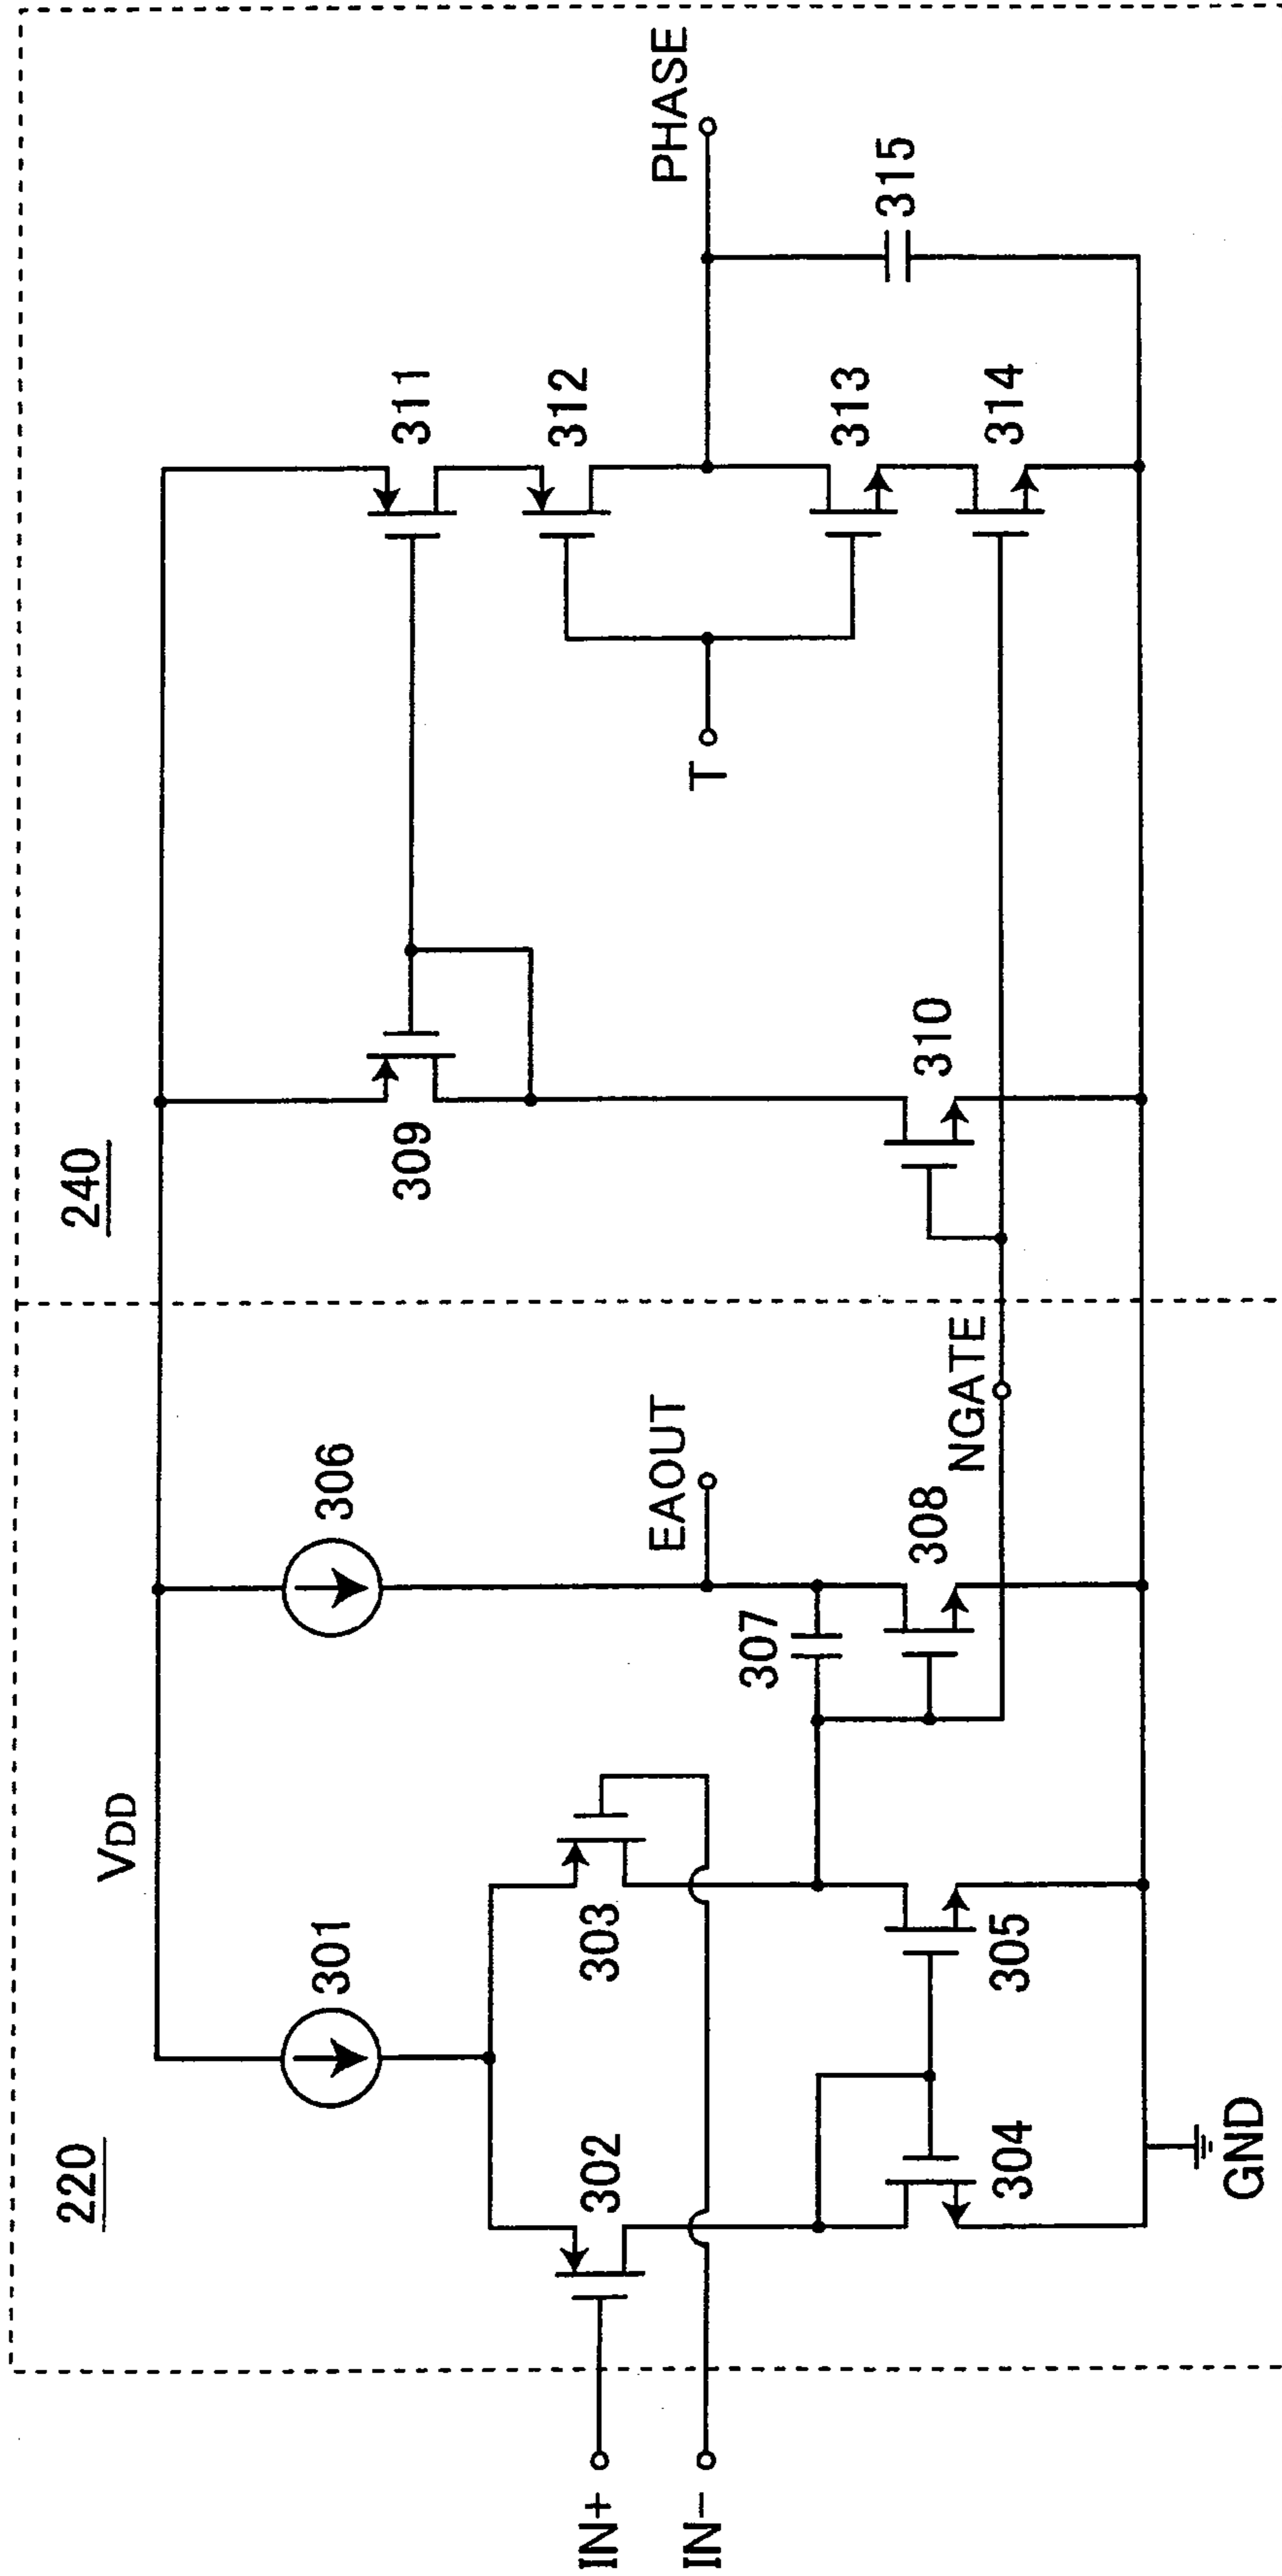 220
240
VDD
301
306
309
311
302
303
312
IN+
IN-
EAOUT
T
PHASE
307
304
305
308
310
313
314
315
NGATE
GND